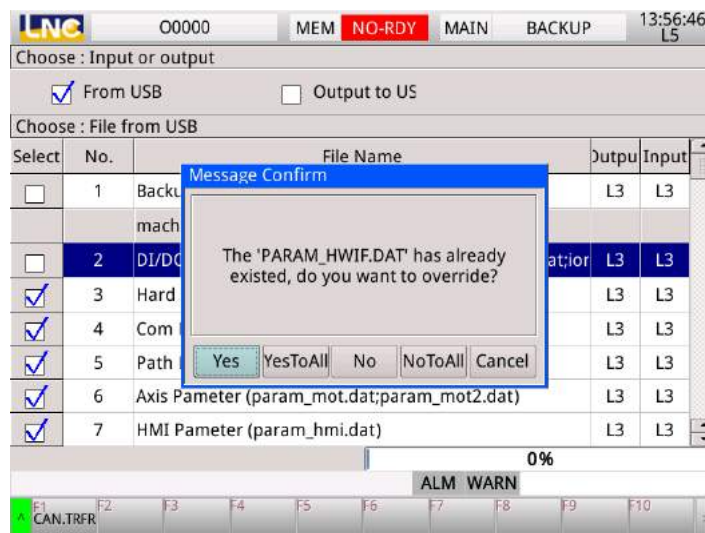 LNC O0000 MEM NO-RDY MAIN BACKUP 13:56:46
L5
Choose : Input or output
From USB Output to US
Choose : File from USB
Select No. File Name Outpu Input
1 Backu L3 L3
mach
2 DI/DO at;ior L3 L3
3 Hard L3 L3
4 Com L3 L3
5 Path L3 L3
6 Axis Pameter (param_mot.dat;param_mot2.dat) L3 L3
7 HMI Pameter (param_hmi.dat) L3 L3
Message Confirm
The 'PARAM_HWIF.DAT' has already
existed, do you want to override?
Yes YesToAll No NoToAll Cancel
0%
ALM WARN
F1 F2 F3 F4 F5 F6 F7 F8 F9 F10
CAN.TRFR